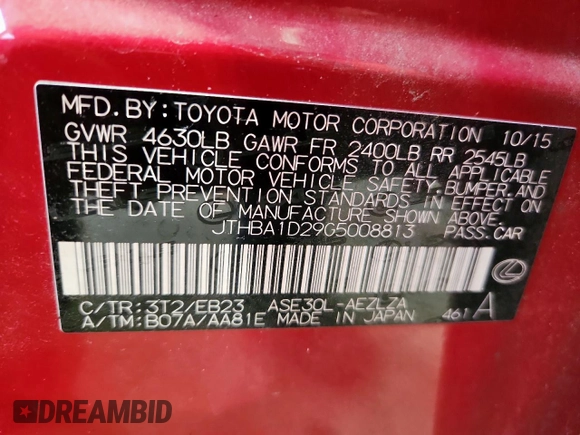 MFD.BY:TOYOTA MOTOR CORPORATION 10/15
GVWR 4630LB GAWR FR 2400LB RR 2545LB
THIS VEHICLE CONFORMS TO ALL APPLICABLE
FEDERAL MOTOR VEHICLE SAFETY, BUMPER, AND
THEFT PREVENTION STANDARDS IN EFFECT ON
THE DATE OF MANUFACTURE SHOWN ABOVE.
JTHBA1D29G5008813 PASS.CAR
C/TR:3T2/EB23 ASE30L-AEZLZA
A/TM:B07A/AA81E MADE IN JAPAN 461 A
DREAMBID